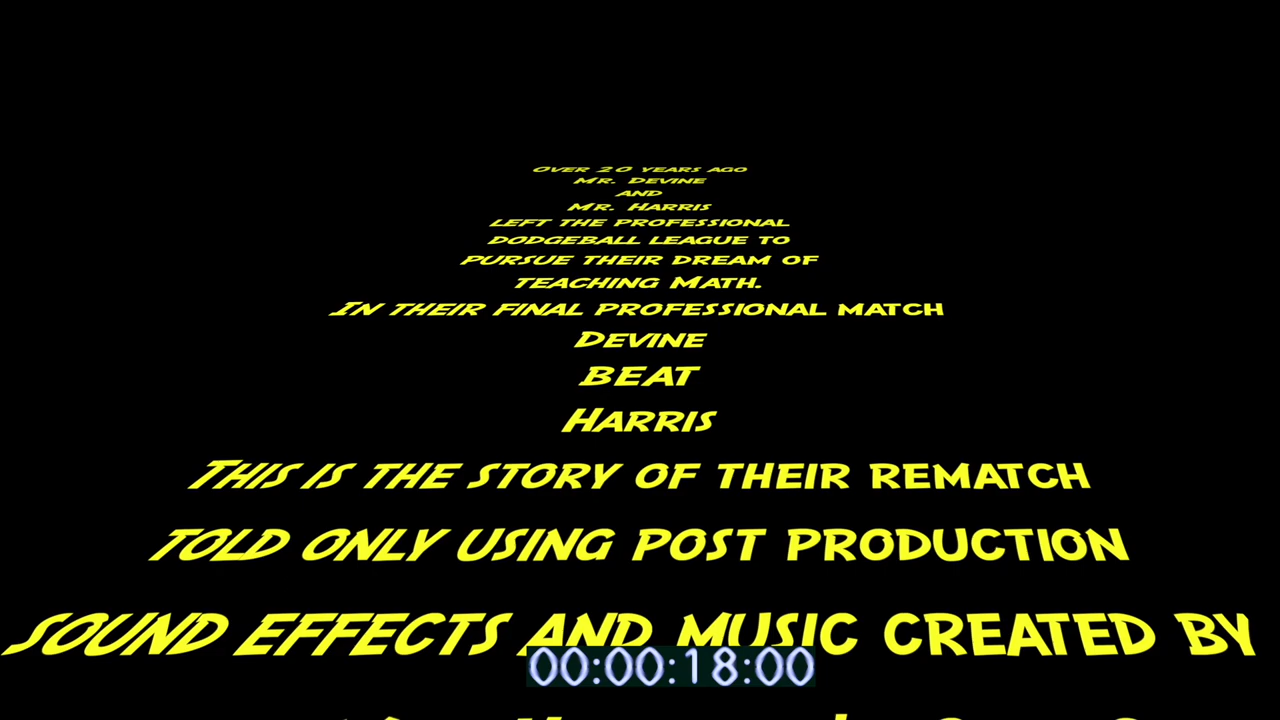 Over 20 years ago
Mr. Devine
and
Mr. Harris
left the professional
dodgeball league to
pursue their dream of
teaching Math.
In their final professional match
Devine
beat
Harris
This is the story of their rematch
told only using post production
sound effects and music created by
00:00:18:00